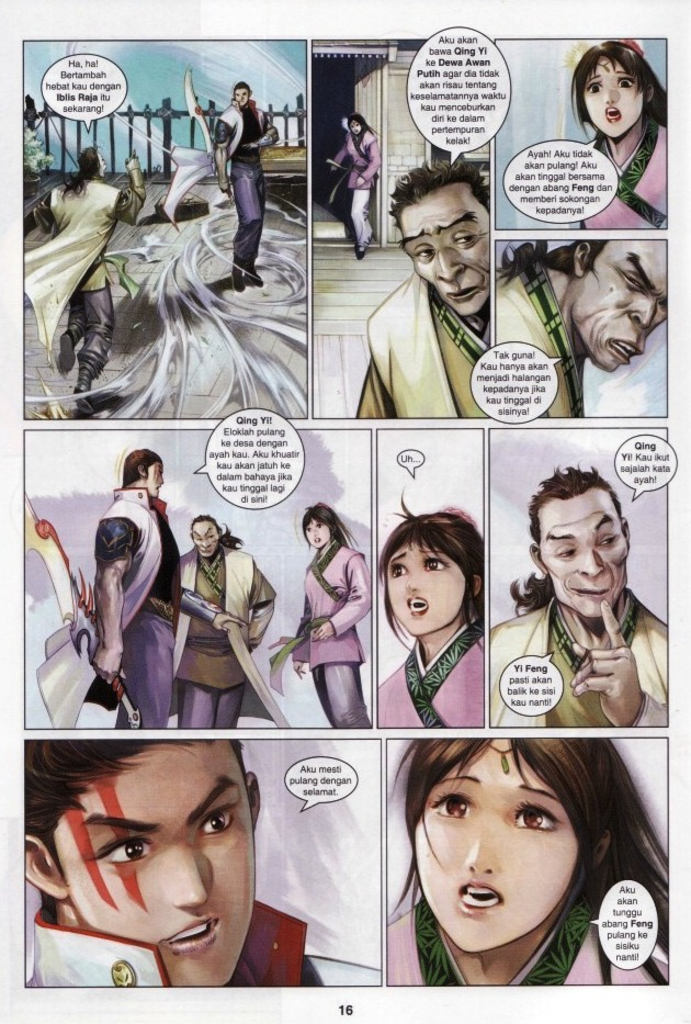 Ha, ha!
Bertambah
hebat kau dengan
Iblis Raja itu
sekarang!
Aku akan
bawa Qing Yi
ke Dewa Awan
Putih agar dia tidak
akan risau tentang
keselamatannya waktu
kau menceburkan
diri ke dalam
pertempuran
kelak!
Ayah! Aku tidak
akan pulang! Aku
akan tinggal bersama
dengan abang Feng dan
memberi sokongan
kepadanya!
Tak guna!
Kau hanya akan
menjadi halangan
kepadanya jika
kau tinggal di
sisinya!
Qing Yi!
Eloklah pulang
ke desa dengan
ayah kau. Aku khuatir
kau akan jatuh ke
dalam bahaya jika
kau tinggal lagi
di sini!
Uh...
Qing
Yi! Kau ikut
sajalah kata
ayah!
Yi Feng
pasti akan
balik ke sisi
kau nanti!
Aku mesti
pulang dengan
selamat.
Aku
akan
tunggu
abang Feng
pulang ke
sisiku
nanti!
16